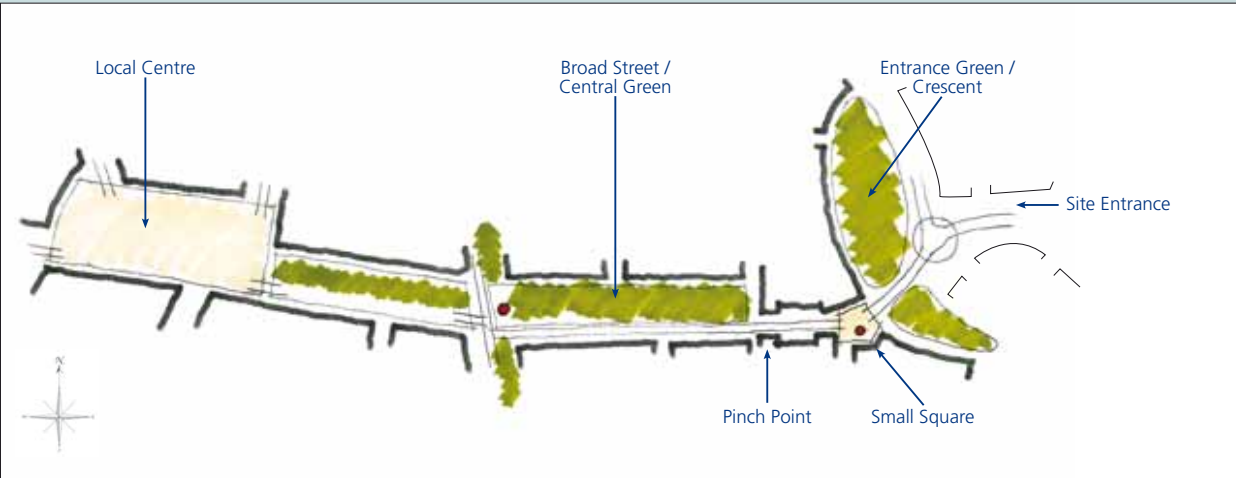 Local Centre
Broad Street /
Central Green
Entrance Green /
Crescent
Site Entrance
Pinch Point
Small Square
N